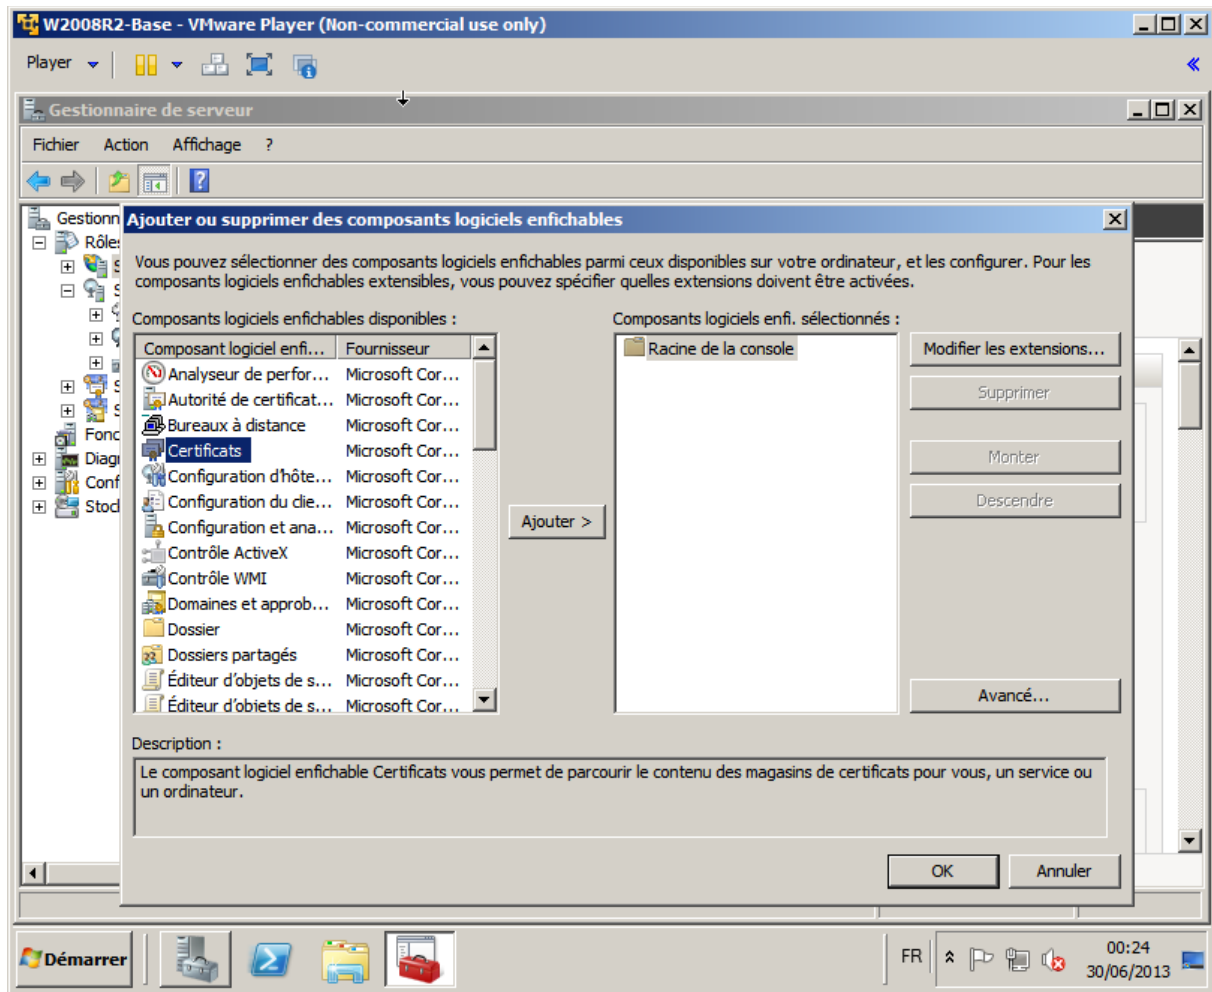 W2008R2-Base - VMware Player (Non-commercial use only)
Player
Gestionnaire de serveur
Fichier Action Affichage ?
Gestionn
Rôles
Fonc
Diagr
Conf
Stock
Ajouter ou supprimer des composants logiciels enfichables
Vous pouvez sélectionner des composants logiciels enfichables parmi ceux disponibles sur votre ordinateur, et les configurer. Pour les
composants logiciels enfichables extensibles, vous pouvez spécifier quelles extensions doivent être activées.
Composants logiciels enfichables disponibles :
Composant logiciel enfi... Fournisseur
Analyseur de perfor... Microsoft Cor...
Autorité de certificat... Microsoft Cor...
Bureaux à distance Microsoft Cor...
Certificats Microsoft Cor...
Configuration d'hôte... Microsoft Cor...
Configuration du clie... Microsoft Cor...
Configuration et ana... Microsoft Cor...
Contrôle ActiveX Microsoft Cor...
Contrôle WMI Microsoft Cor...
Domaines et approb... Microsoft Cor...
Dossier Microsoft Cor...
Dossiers partagés Microsoft Cor...
Éditeur d'objets de s... Microsoft Cor...
Éditeur d'objets de s... Microsoft Cor...
Ajouter >
Composants logiciels enfi. sélectionnés :
Racine de la console
Modifier les extensions...
Supprimer
Monter
Descendre
Avancé...
Description :
Le composant logiciel enfichable Certificats vous permet de parcourir le contenu des magasins de certificats pour vous, un service ou
un ordinateur.
OK Annuler
Démarrer
FR
00:24
30/06/2013